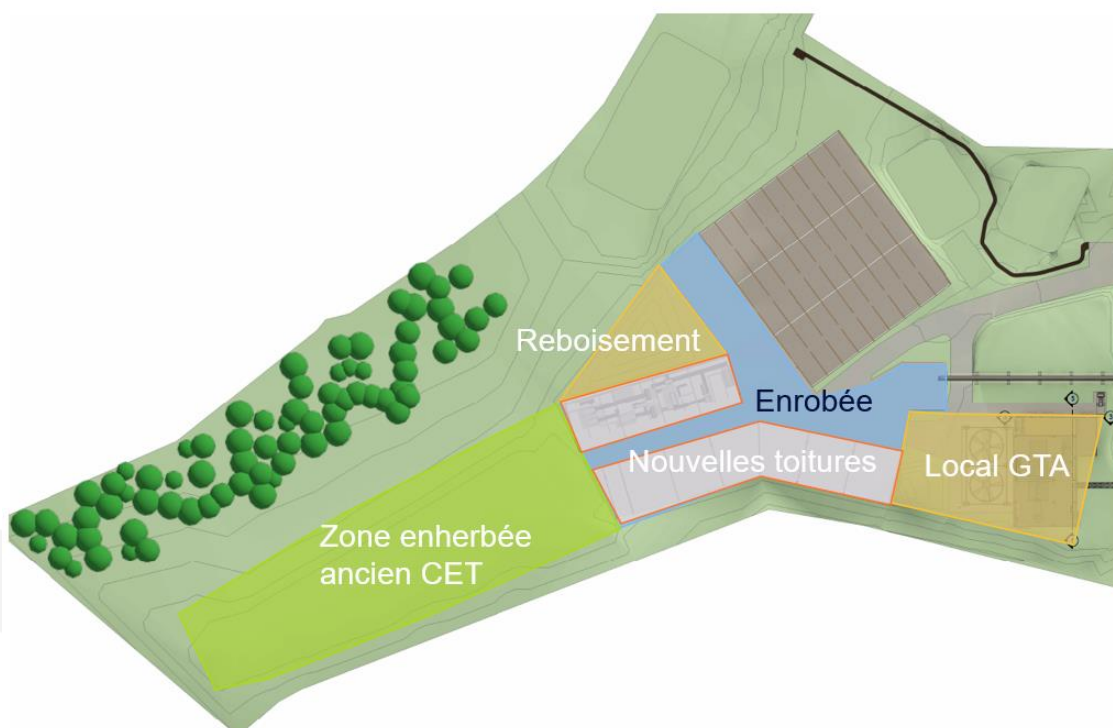 Reboisement
Enrobée
Nouvelles toitures
Local GTA
Zone enherbée
ancien CET